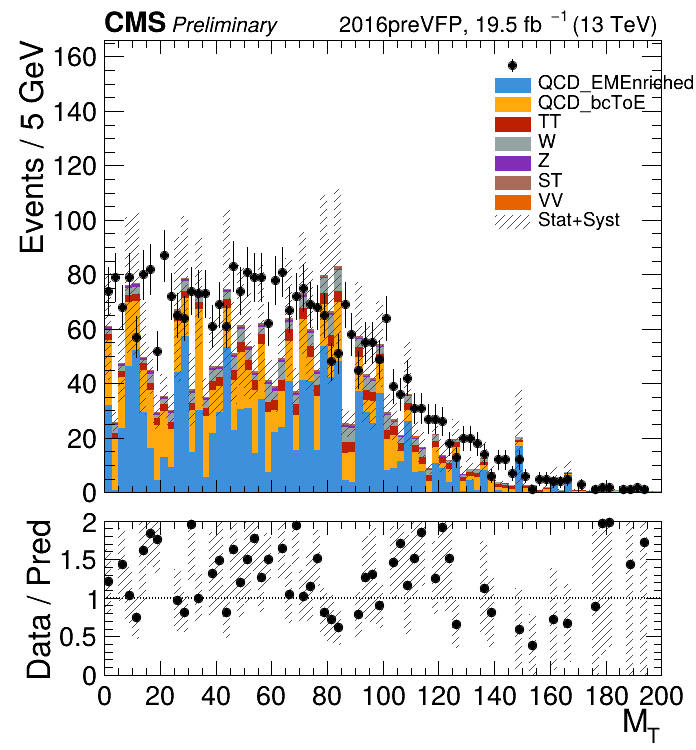 CMS Preliminary 2016preVFP, 19.5 fb ⁻¹ (13 TeV)
Events / 5 GeV
160
140
120
100
80
60
40
20
0
QCD_EMEnriched
QCD_bcToE
TT
W
Z
ST
VV
Stat+Syst
Data / Pred
2
1.5
1
0.5
0
0 20 40 60 80 100 120 140 160 180 200
M_T